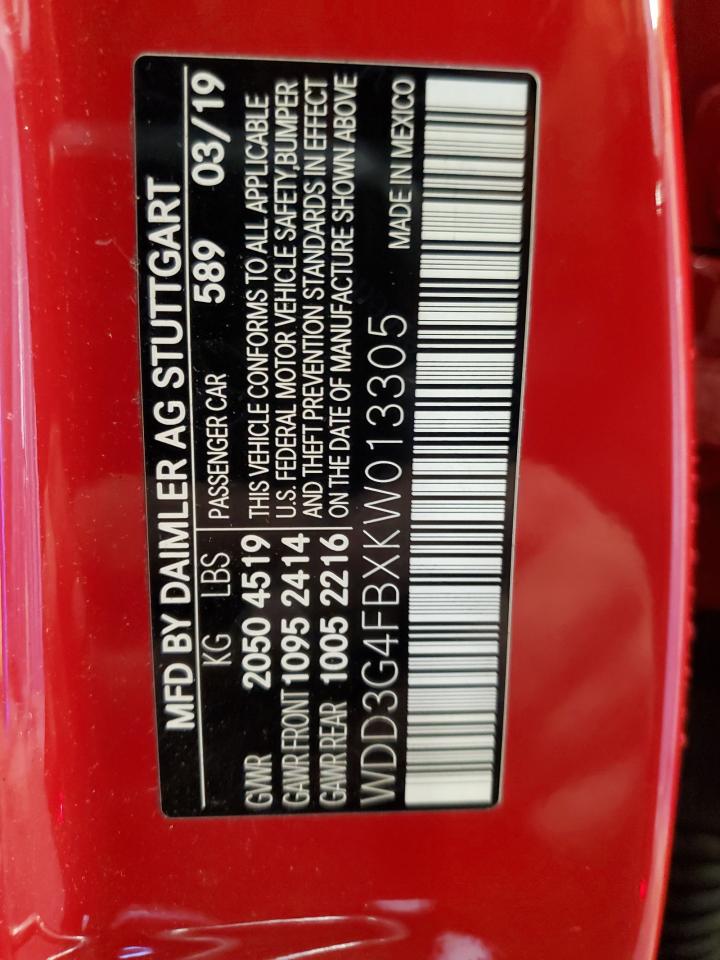 MFD BY DAIMLER AG STUTTGART
KG LBS PASSENGER CAR 589 03/19
GVWR 2050 4519 THIS VEHICLE CONFORMS TO ALL APPLICABLE
GAWR FRONT 1095 2414 U.S. FEDERAL MOTOR VEHICLE SAFETY,BUMPER
GAWR REAR 1005 2216 AND THEFT PREVENTION STANDARDS IN EFFECT
ON THE DATE OF MANUFACTURE SHOWN ABOVE
WDD3G4FBXKW013305 MADE IN MEXICO